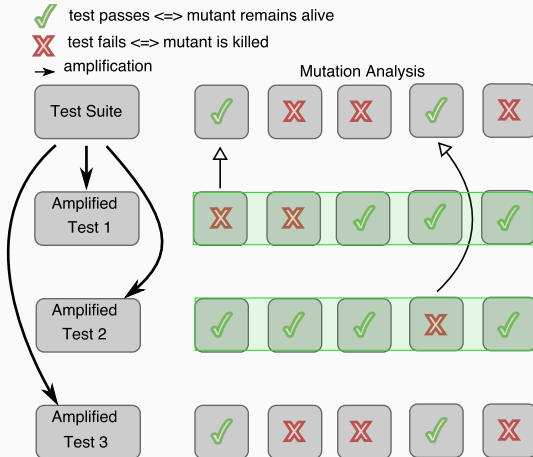 test passes <=> mutant remains alive
test fails <=> mutant is killed
amplification
Mutation Analysis
Test Suite
Amplified
Test 1
Amplified
Test 2
Amplified
Test 3